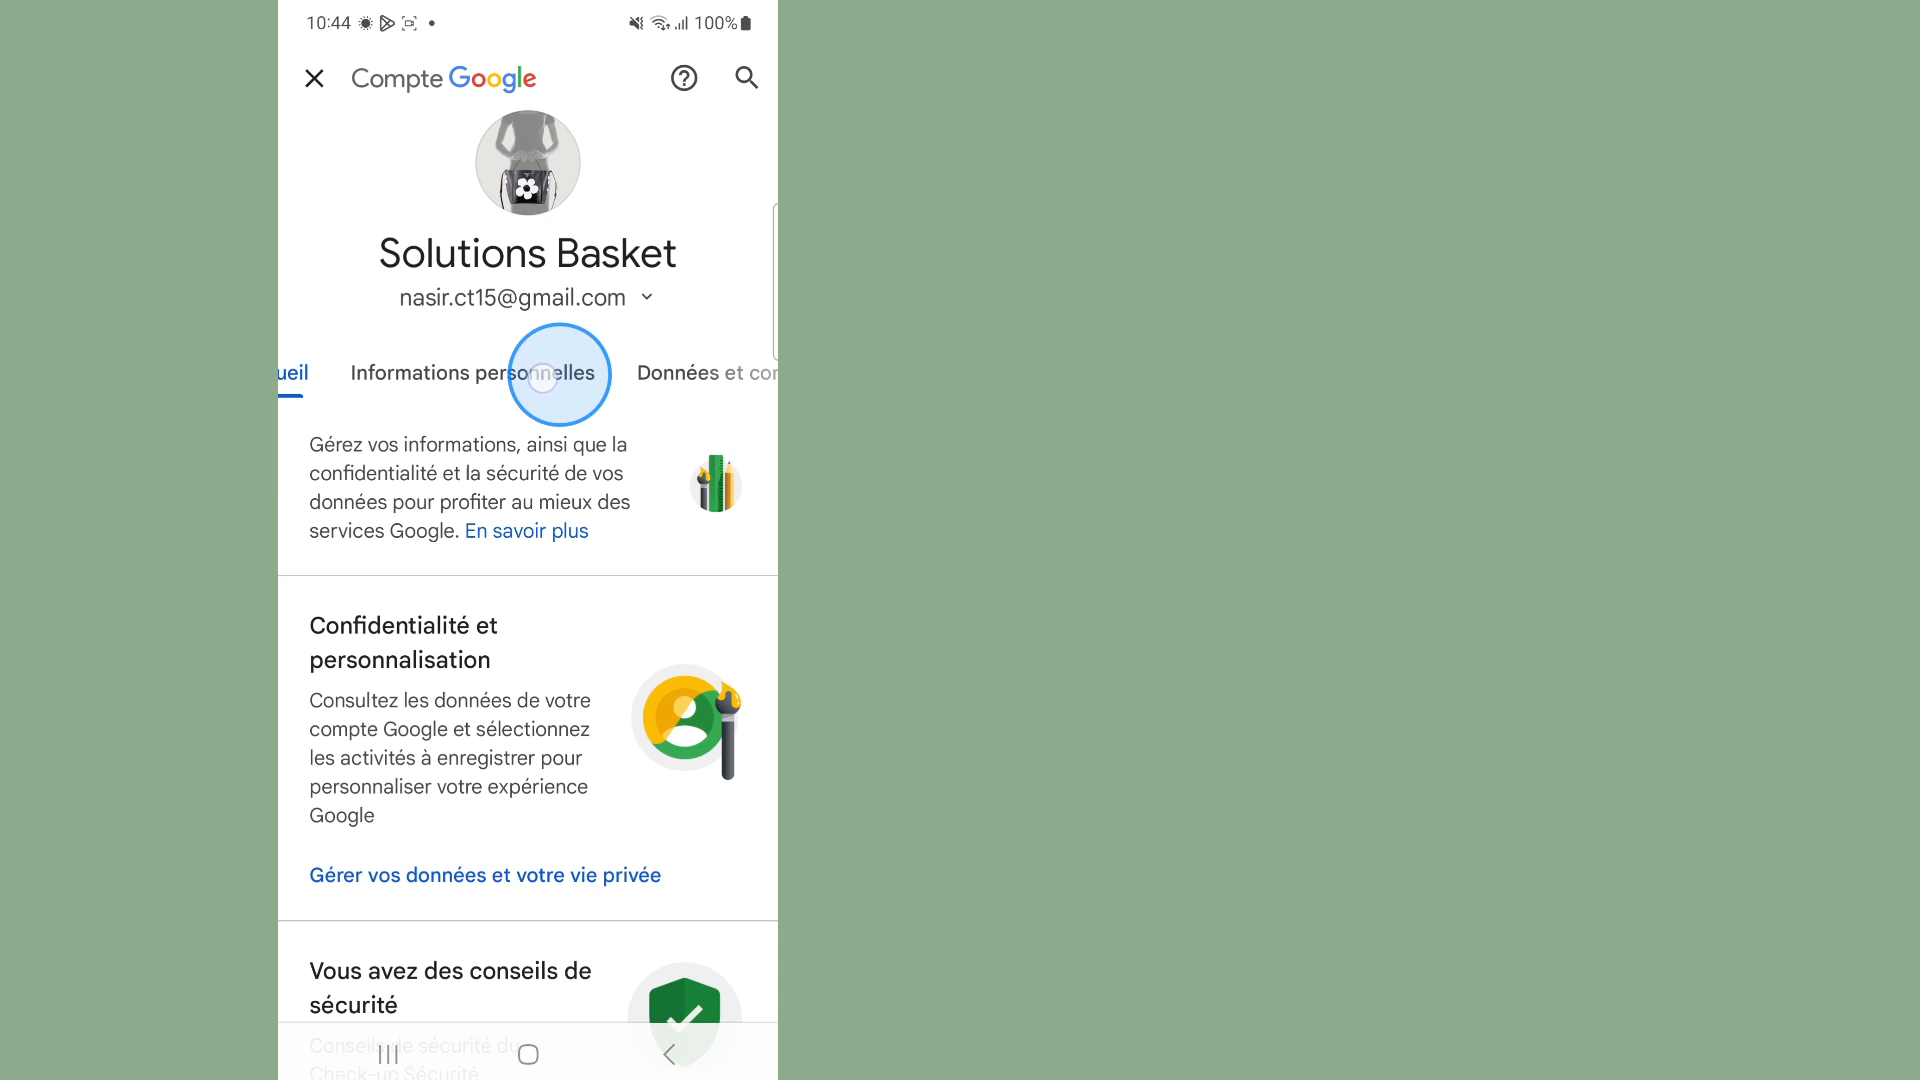 10:44
100%
Compte Google
Solutions Basket
nasir.ct15@gmail.com
ueil Informations personnelles Données et con
Gérez vos informations, ainsi que la
confidentialité et la sécurité de vos
données pour profiter au mieux des
services Google. En savoir plus
Confidentialité et
personnalisation
Consultez les données de votre
compte Google et sélectionnez
les activités à enregistrer pour
personnaliser votre expérience
Google
Gérer vos données et votre vie privée
Vous avez des conseils de
sécurité
Conseils de sécurité du
Check-up Sécurité